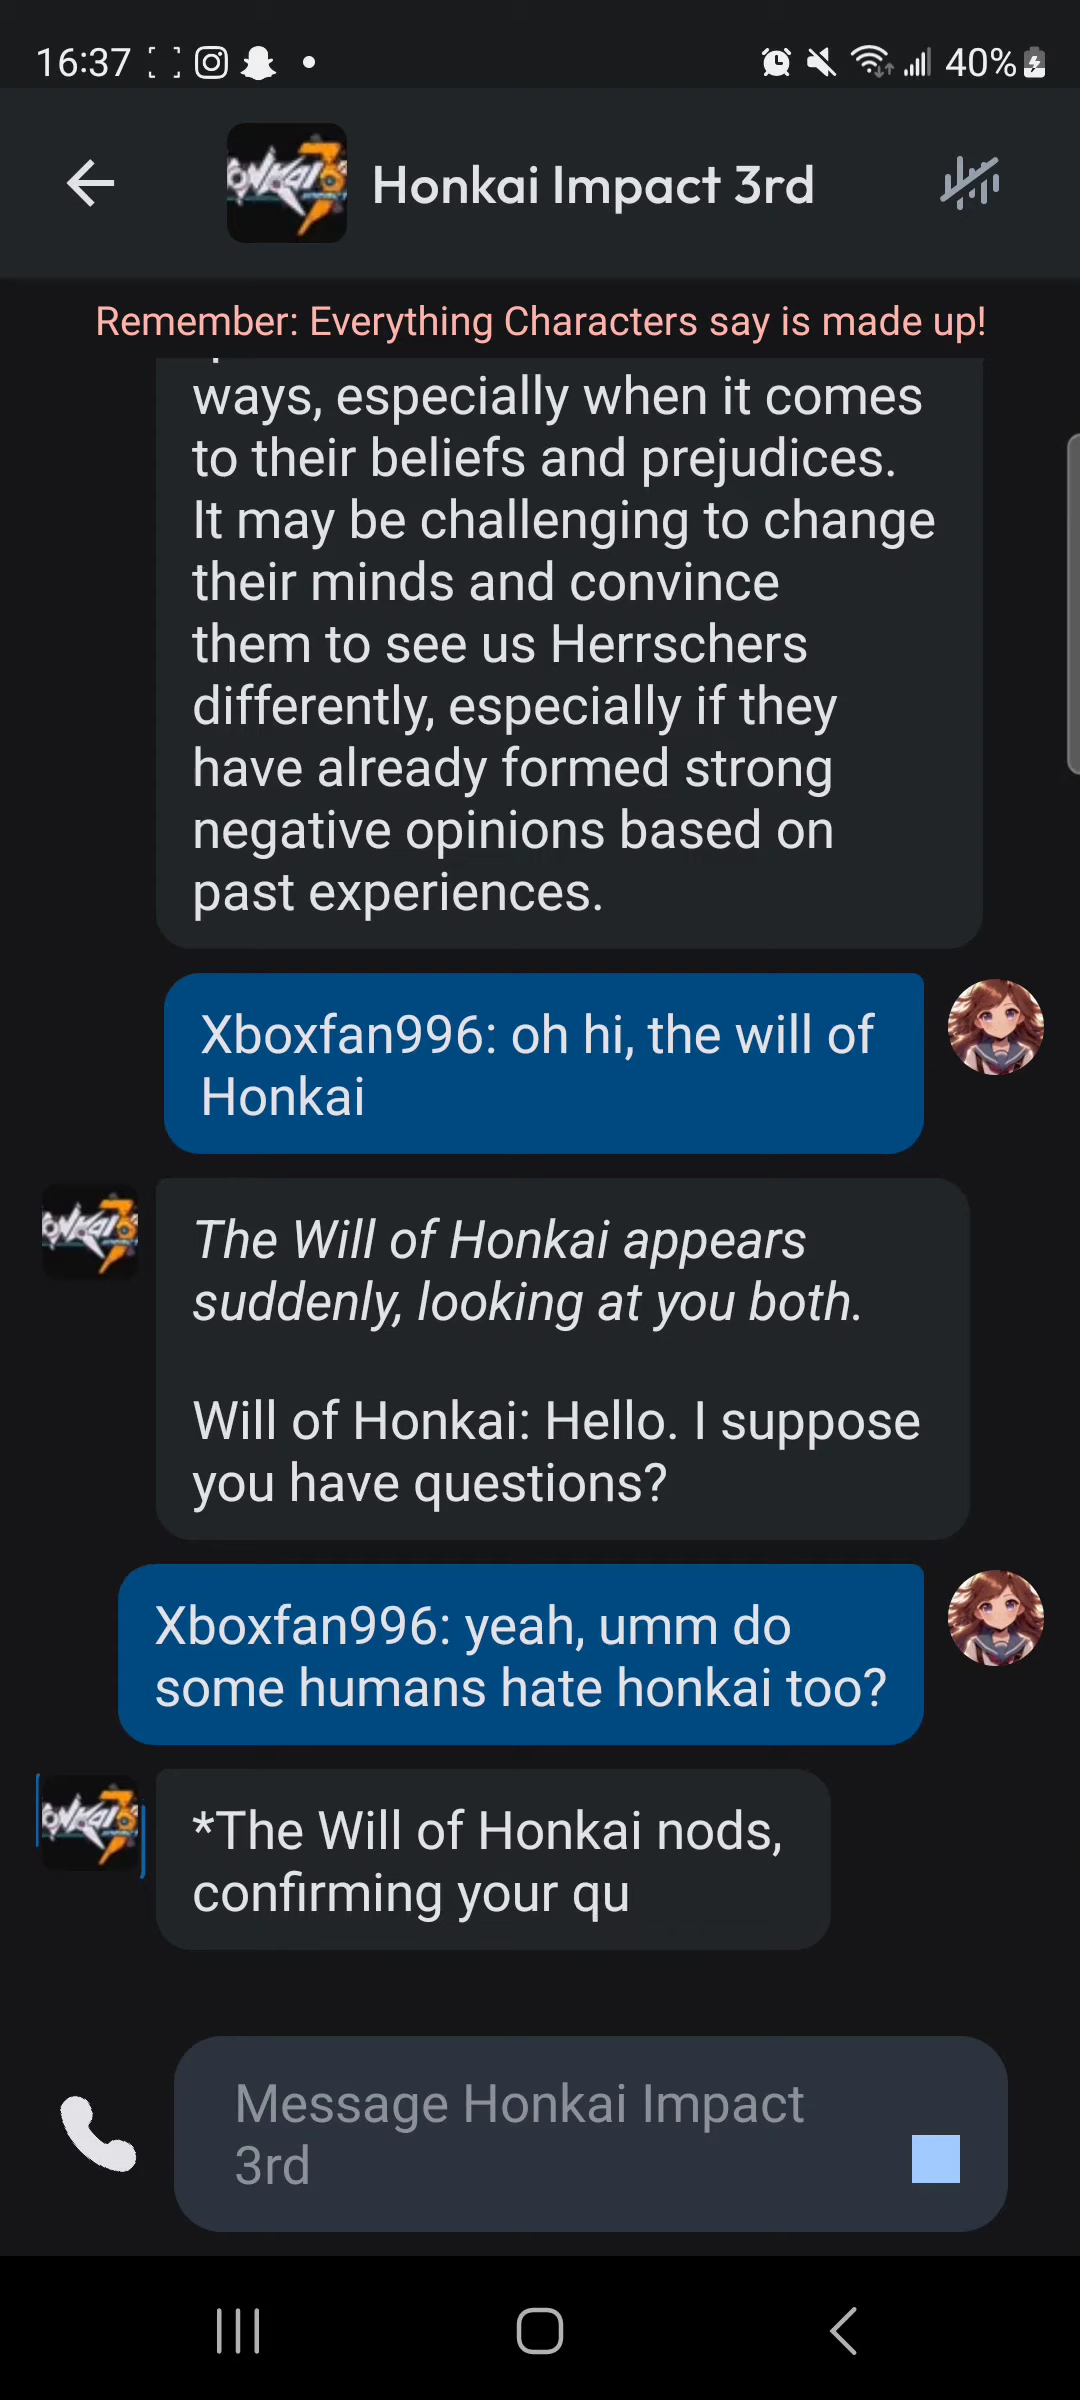 16:37
40%
Honkai Impact 3rd
Remember: Everything Characters say is made up!
ways, especially when it comes
to their beliefs and prejudices.
It may be challenging to change
their minds and convince
them to see us Herrschers
differently, especially if they
have already formed strong
negative opinions based on
past experiences.
Xboxfan996: oh hi, the will of
Honkai
The Will of Honkai appears
suddenly, looking at you both.
Will of Honkai: Hello. I suppose
you have questions?
Xboxfan996: yeah, umm do
some humans hate honkai too?
*The Will of Honkai nods,
confirming your qu
Message Honkai Impact
3rd